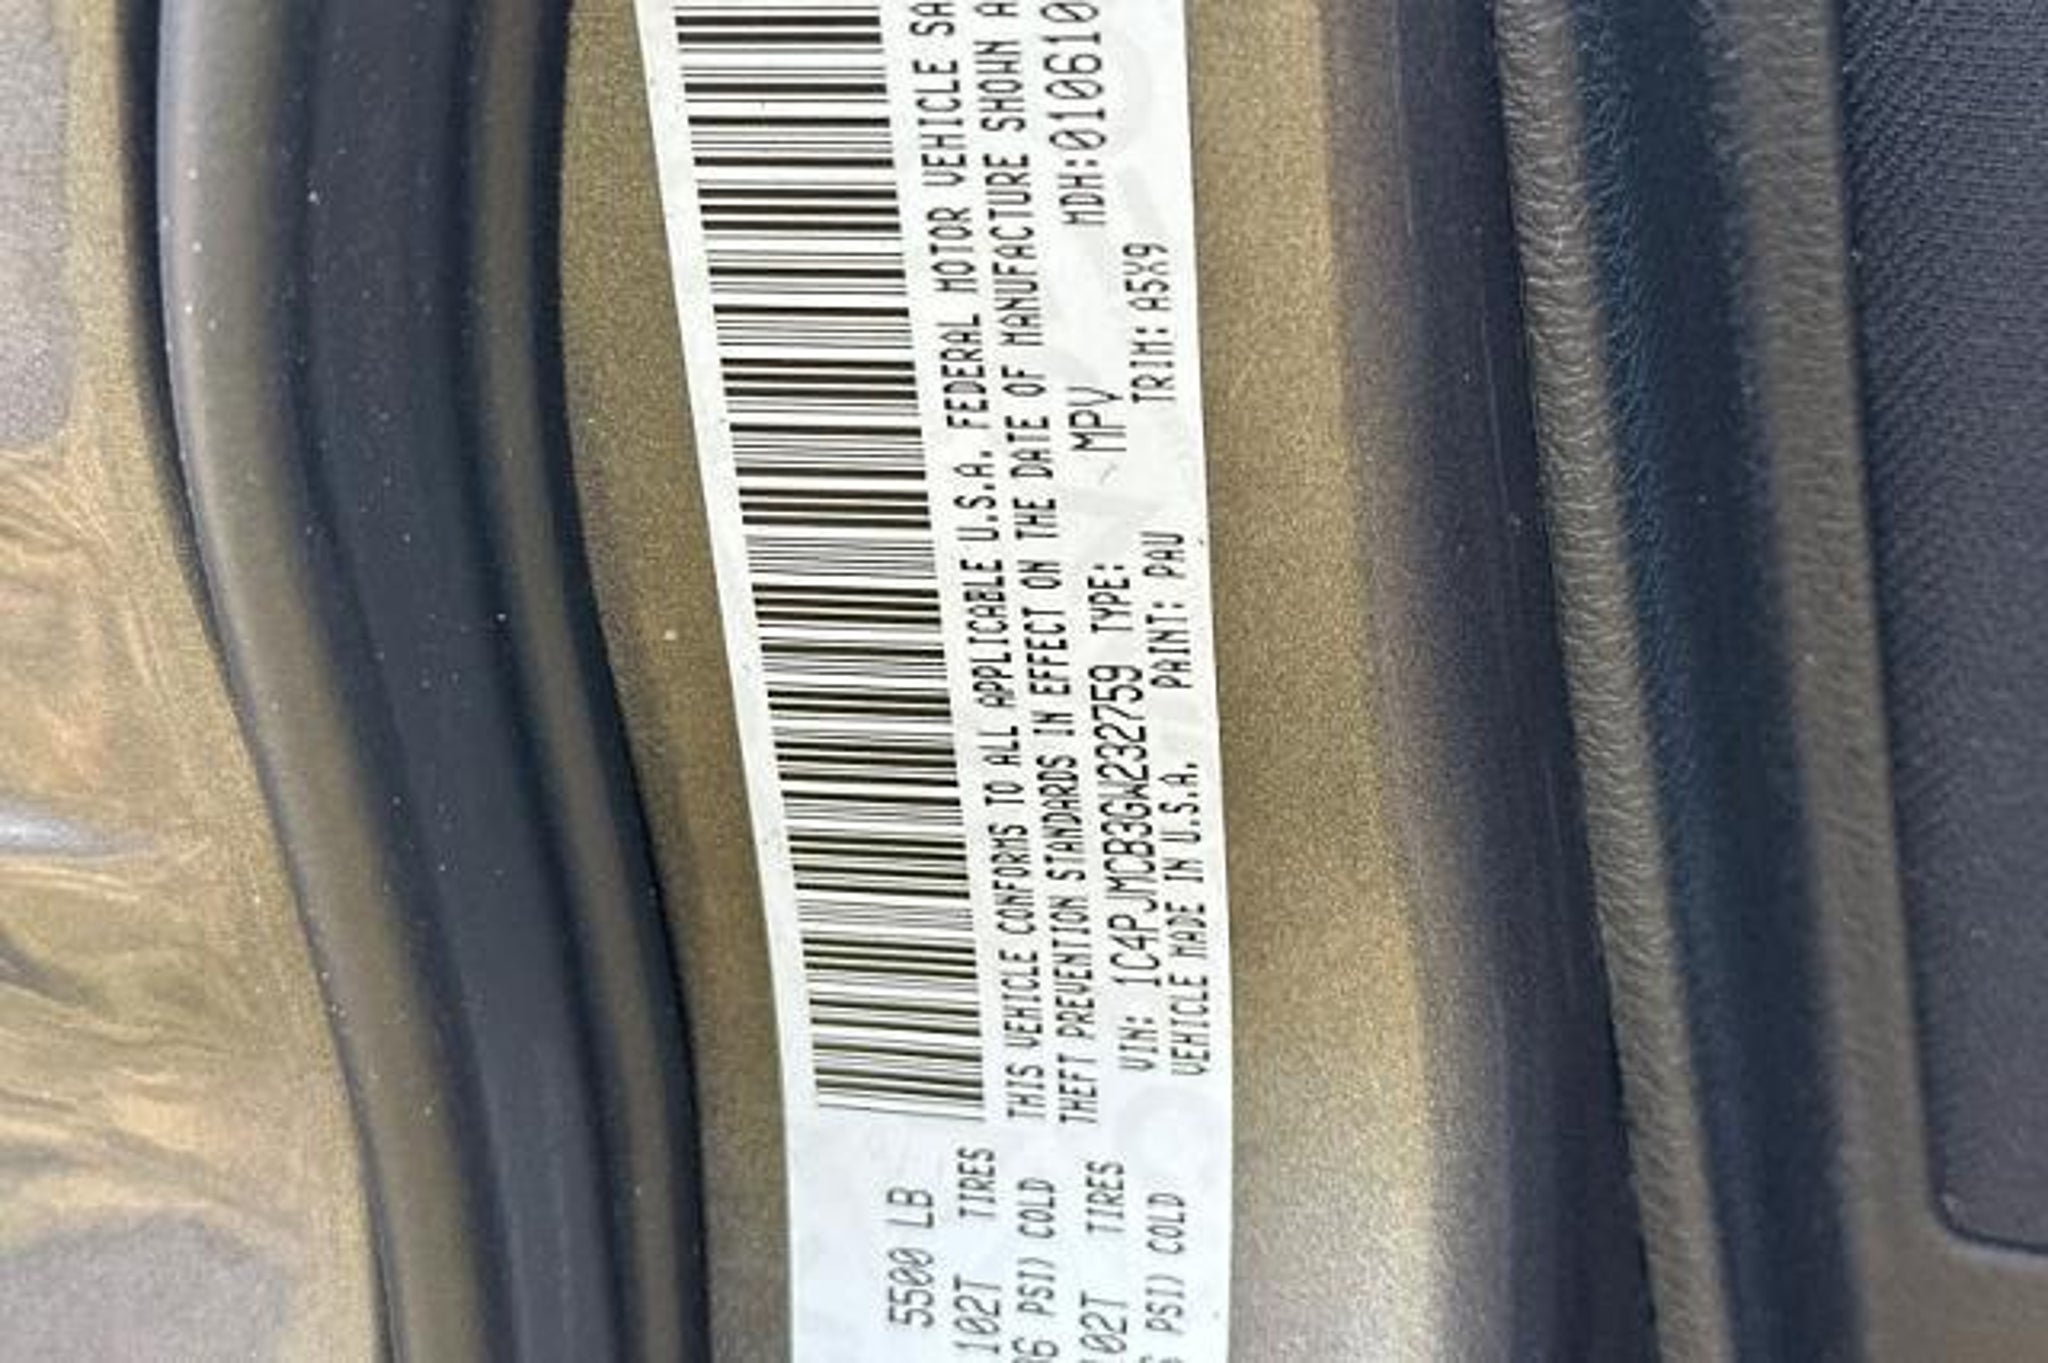 5500 LB
102T TIRES
PSI) COLD
102T TIRES
PSI) COLD
THIS VEHICLE CONFORMS TO ALL APPLICABLE U.S.A. FEDERAL MOTOR VEHICLE SA
THEFT PREVENTION STANDARDS IN EFFECT ON THE DATE OF MANUFACTURE SHOWN A
VIN: 1C4PJMCB3GW232759 TYPE: MPV MDH:010610
VEHICLE MADE IN U.S.A. PAINT: PAU TRIM: A5X9